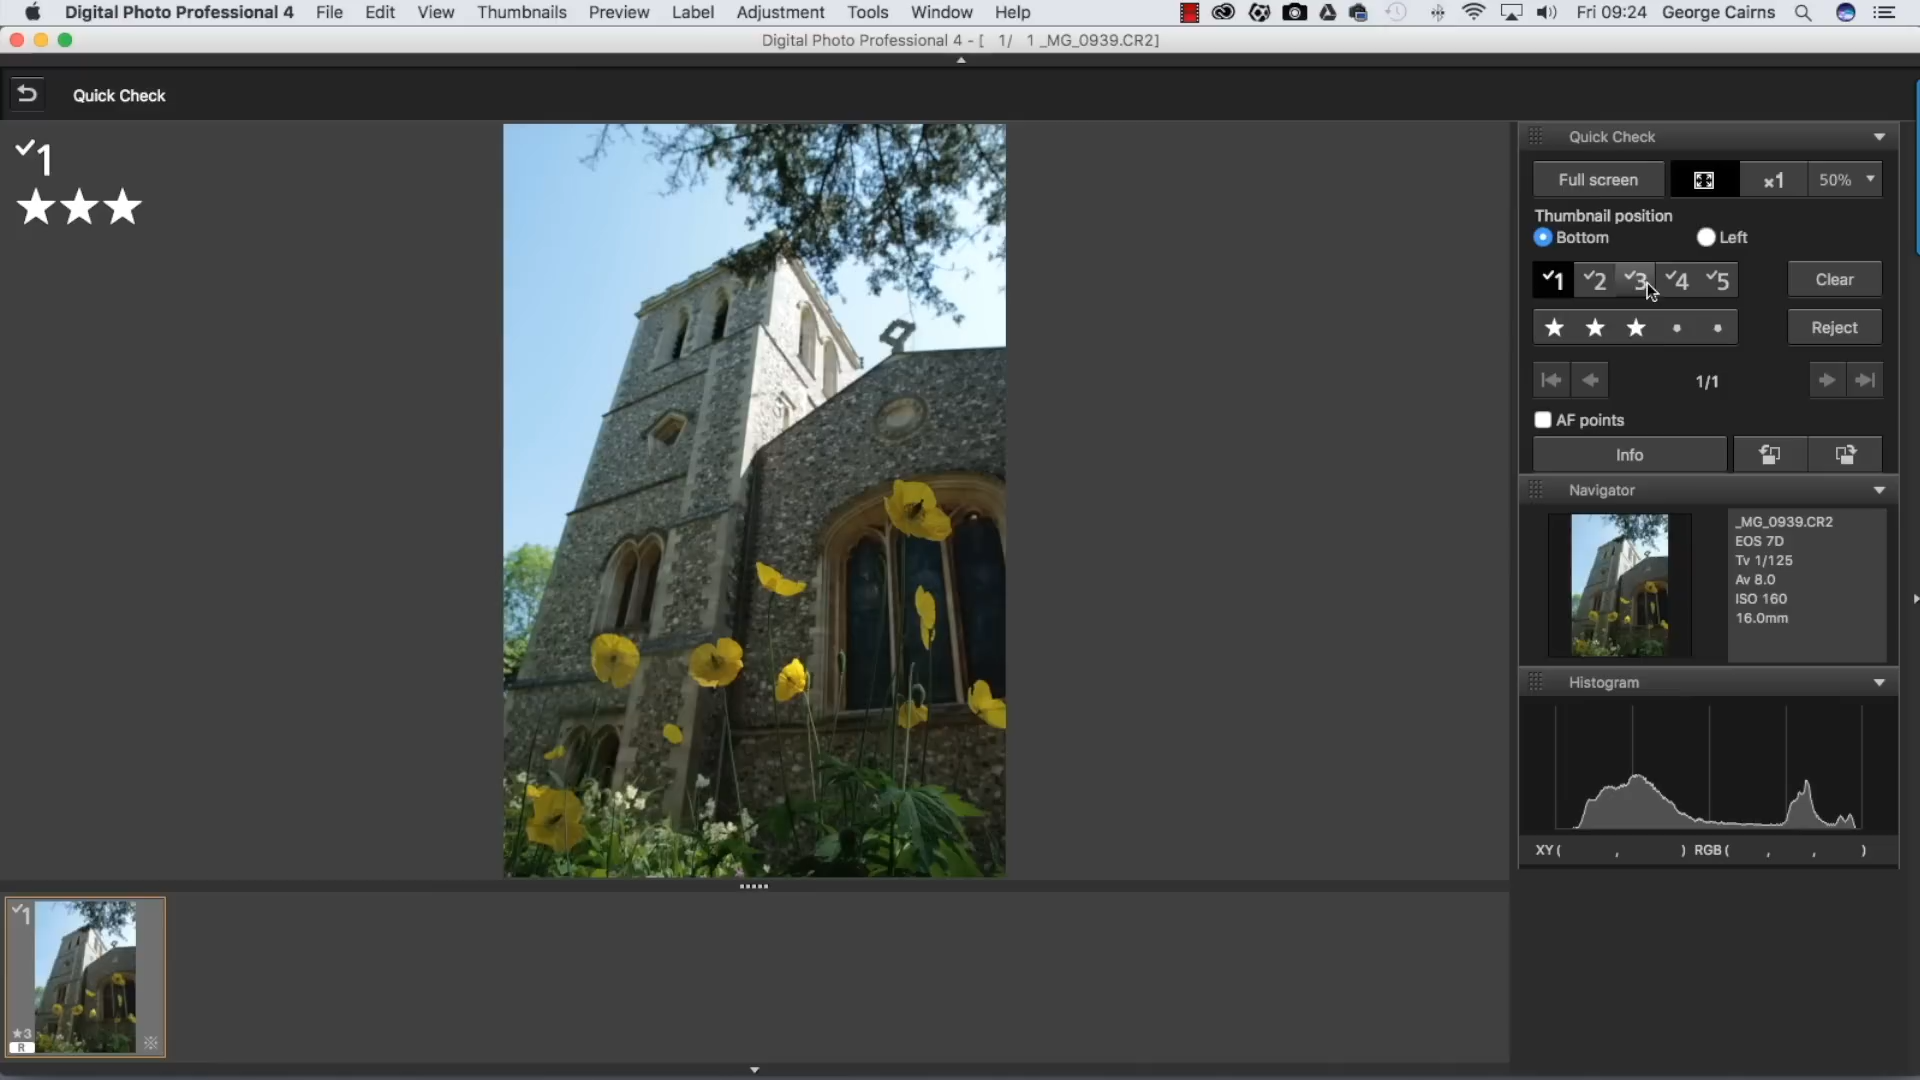 Digital Photo Professional 4 File Edit View Thumbnails Preview Label Adjustment Tools Window Help Fri 09:24 George Cairns
Digital Photo Professional 4 - [ 1/ 1 _MG_0939.CR2]
Quick Check
1
Quick Check
Full screen x1 50%
Thumbnail position
Bottom Left
1 2 3 4 5 Clear
Reject
1/1
AF points
Info
Navigator
_MG_0939.CR2
EOS 7D
Tv 1/125
Av 8.0
ISO 160
16.0mm
Histogram
XY ( , ) RGB ( , , )
1
★3
R